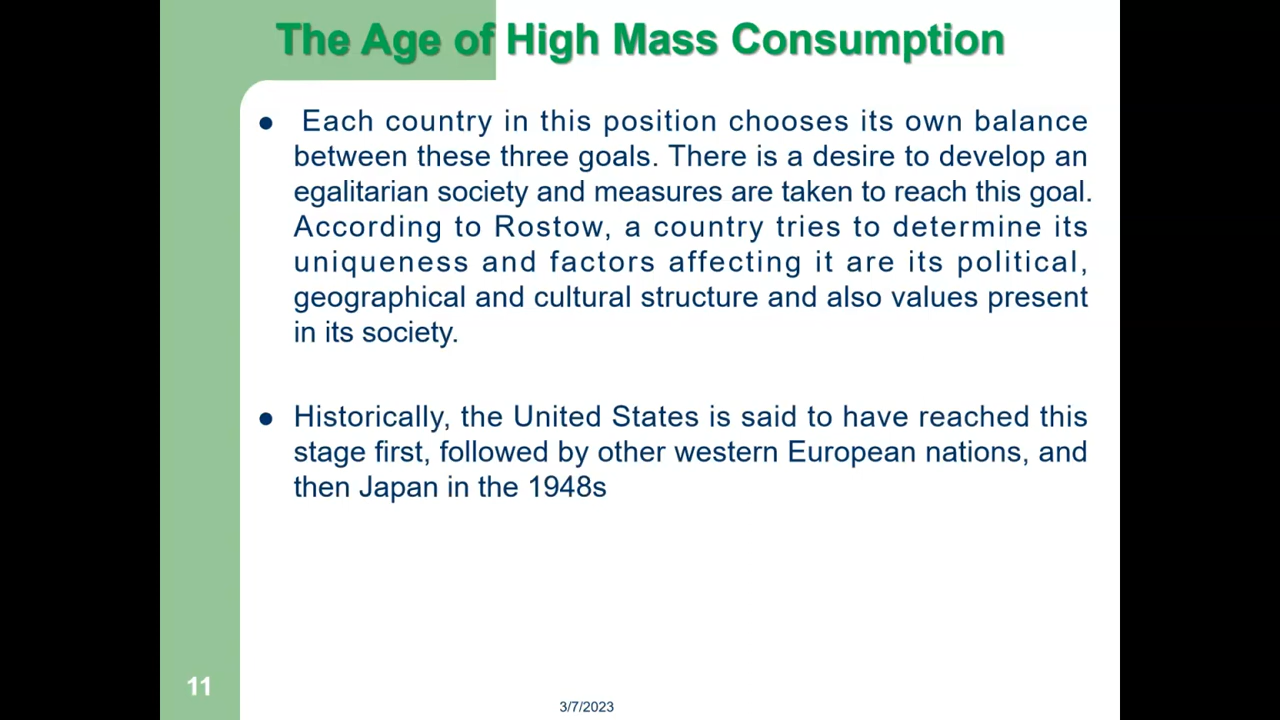 The Age of High Mass Consumption
● Each country in this position chooses its own balance
between these three goals. There is a desire to develop an
egalitarian society and measures are taken to reach this goal.
According to Rostow, a country tries to determine its
uniqueness and factors affecting it are its political,
geographical and cultural structure and also values present
in its society.
● Historically, the United States is said to have reached this
stage first, followed by other western European nations, and
then Japan in the 1948s
11
3/7/2023